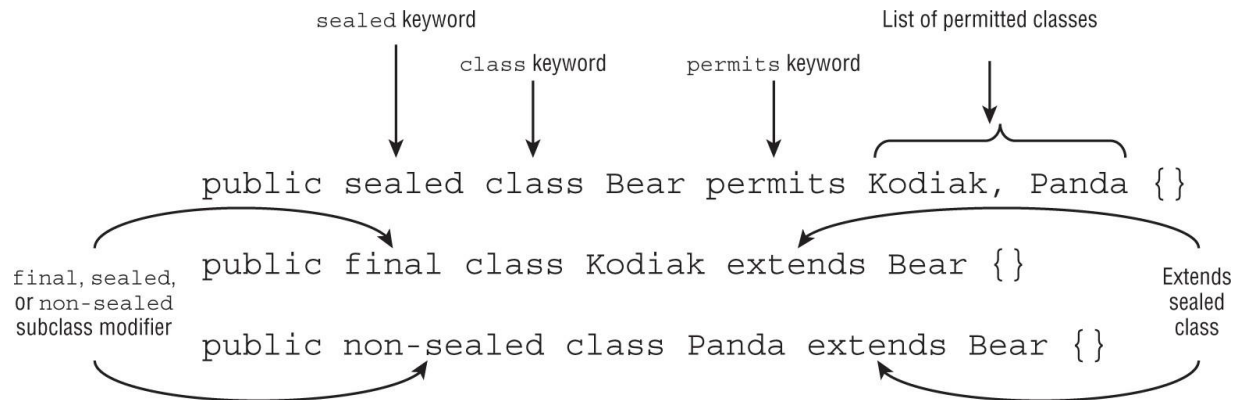 sealed keyword
List of permitted classes
class keyword
permits keyword
public sealed class Bear permits Kodiak, Panda {}
public final class Kodiak extends Bear {}
final, sealed,
or non-sealed
subclass modifier
Extends
sealed
class
public non-sealed class Panda extends Bear {}